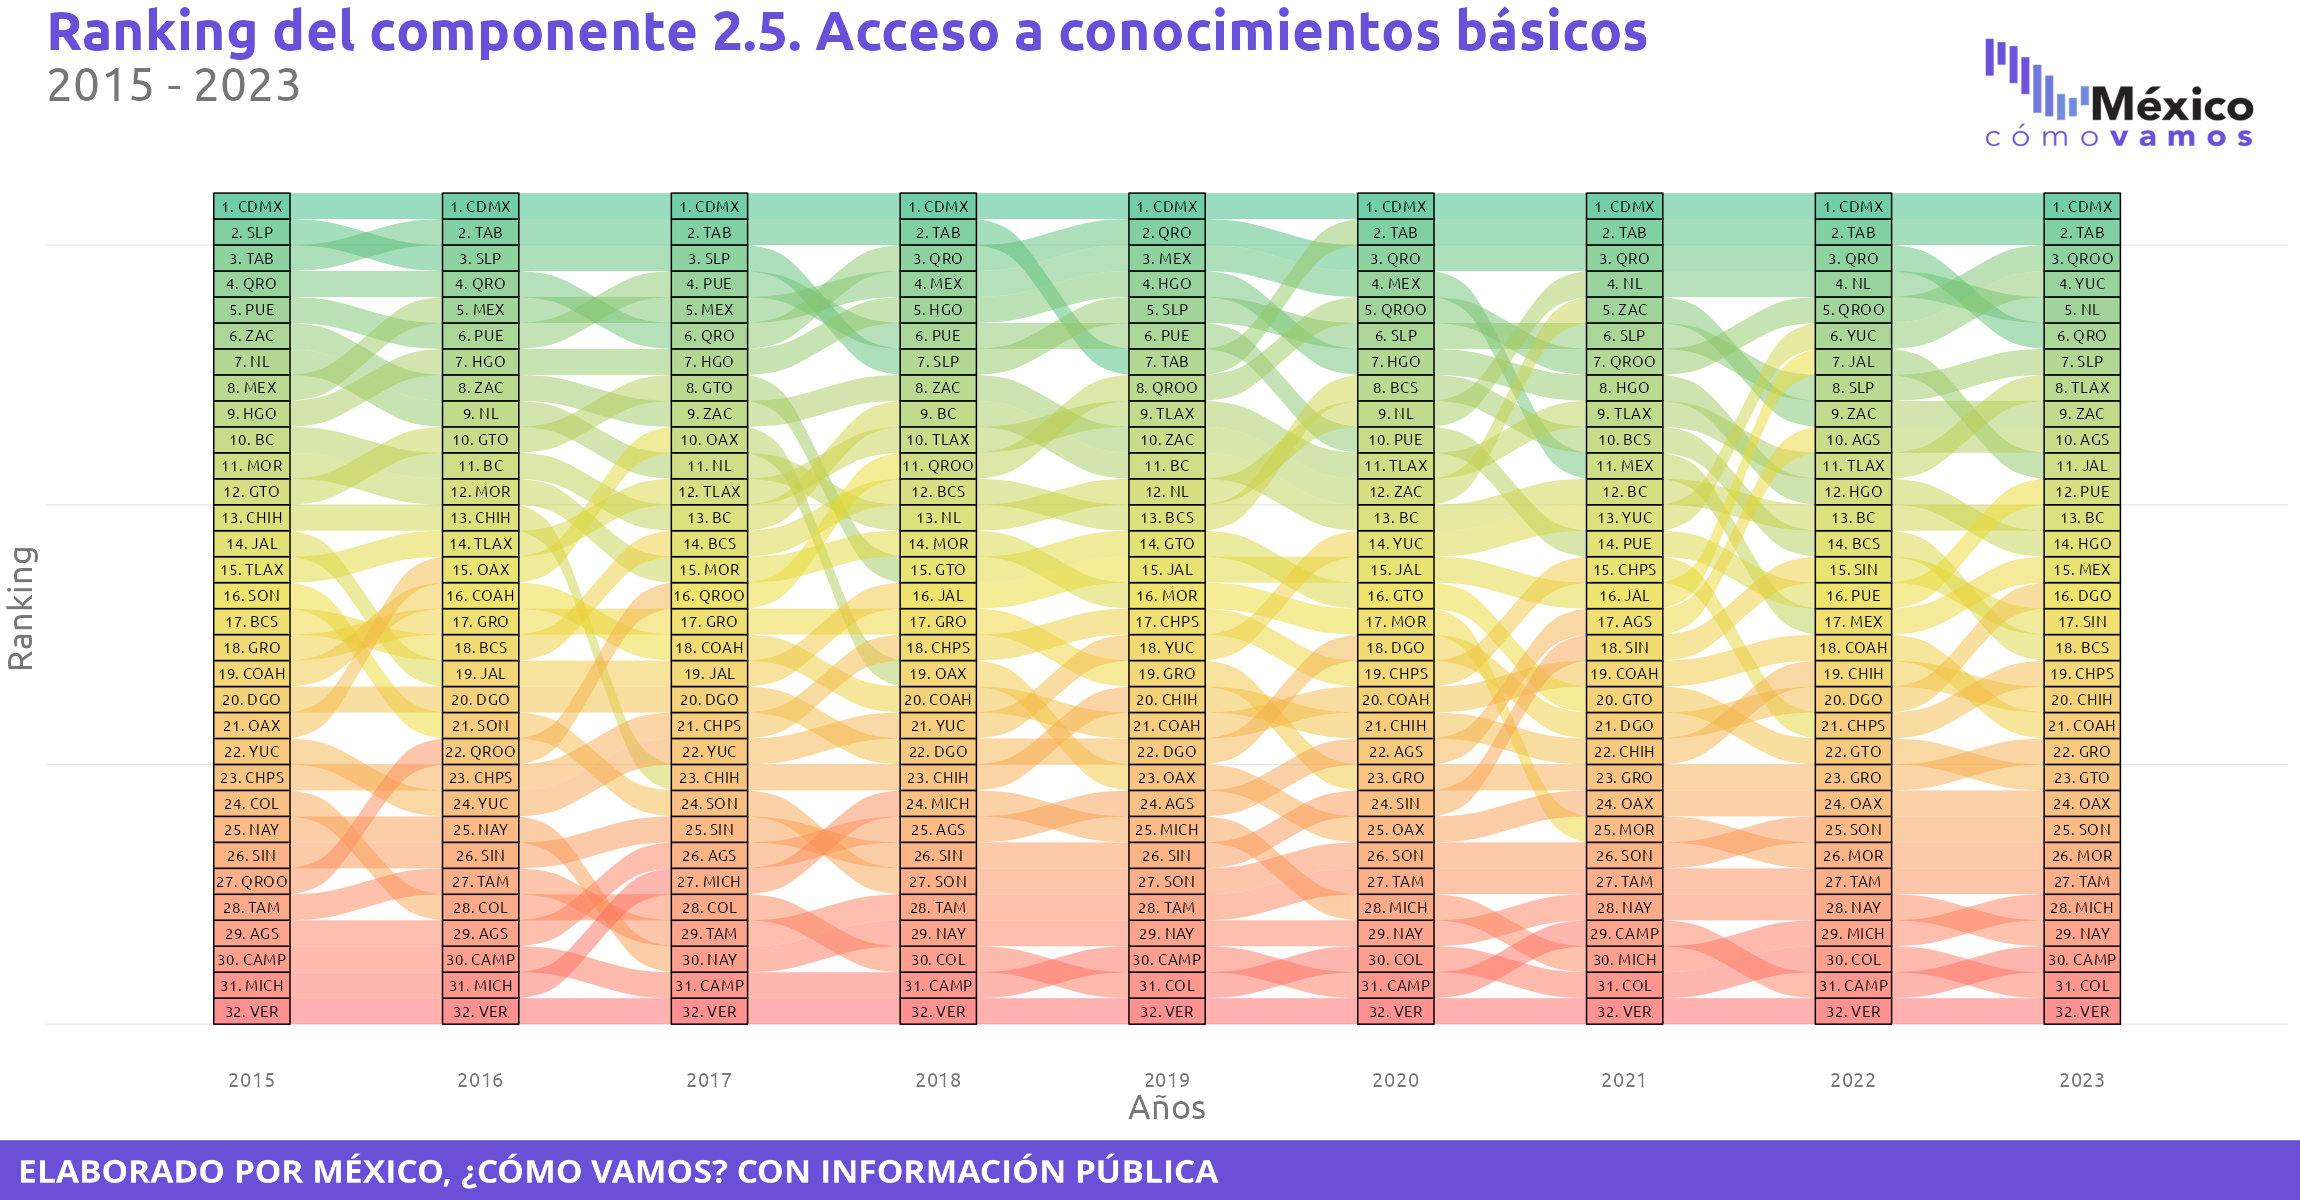 Ranking del componente 2.5. Acceso a conocimientos básicos
2015 - 2023
México
cómovamos
Ranking
1. CDMX 1. CDMX 1. CDMX 1. CDMX 1. CDMX 1. CDMX 1. CDMX 1. CDMX 1. CDMX
2. SLP 2. TAB 2. TAB 2. TAB 2. QRO 2. TAB 2. TAB 2. TAB 2. TAB
3. TAB 3. SLP 3. SLP 3. QRO 3. MEX 3. QRO 3. QRO 3. QRO 3. QROO
4. QRO 4. QRO 4. PUE 4. MEX 4. HGO 4. MEX 4. NL 4. NL 4. YUC
5. PUE 5. MEX 5. MEX 5. HGO 5. SLP 5. QROO 5. ZAC 5. QROO 5. NL
6. ZAC 6. PUE 6. QRO 6. PUE 6. PUE 6. SLP 6. SLP 6. YUC 6. QRO
7. NL 7. HGO 7. HGO 7. SLP 7. TAB 7. HGO 7. QROO 7. JAL 7. SLP
8. MEX 8. ZAC 8. GTO 8. ZAC 8. QROO 8. BCS 8. HGO 8. SLP 8. TLAX
9. HGO 9. NL 9. ZAC 9. BC 9. TLAX 9. NL 9. TLAX 9. ZAC 9. ZAC
10. BC 10. GTO 10. OAX 10. TLAX 10. ZAC 10. PUE 10. BCS 10. AGS 10. AGS
11. MOR 11. BC 11. NL 11. QROO 11. BC 11. TLAX 11. MEX 11. TLAX 11. JAL
12. GTO 12. MOR 12. TLAX 12. BCS 12. NL 12. ZAC 12. BC 12. HGO 12. PUE
13. CHIH 13. CHIH 13. BC 13. NL 13. BCS 13. BC 13. YUC 13. BC 13. BC
14. JAL 14. TLAX 14. BCS 14. MOR 14. GTO 14. YUC 14. PUE 14. BCS 14. HGO
15. TLAX 15. OAX 15. MOR 15. GTO 15. JAL 15. JAL 15. CHPS 15. SIN 15. MEX
16. SON 16. COAH 16. QROO 16. JAL 16. MOR 16. GTO 16. JAL 16. PUE 16. DGO
17. BCS 17. GRO 17. GRO 17. GRO 17. CHPS 17. MOR 17. AGS 17. MEX 17. SIN
18. GRO 18. BCS 18. COAH 18. CHPS 18. YUC 18. DGO 18. SIN 18. COAH 18. BCS
19. COAH 19. JAL 19. JAL 19. OAX 19. GRO 19. CHPS 19. COAH 19. CHIH 19. CHPS
20. DGO 20. DGO 20. DGO 20. COAH 20. CHIH 20. COAH 20. GTO 20. DGO 20. CHIH
21. OAX 21. SON 21. CHPS 21. YUC 21. COAH 21. CHIH 21. DGO 21. CHPS 21. COAH
22. YUC 22. QROO 22. YUC 22. DGO 22. DGO 22. AGS 22. CHIH 22. GTO 22. GRO
23. CHPS 23. CHPS 23. CHIH 23. CHIH 23. OAX 23. GRO 23. GRO 23. GRO 23. GTO
24. COL 24. YUC 24. SON 24. MICH 24. AGS 24. SIN 24. OAX 24. OAX 24. OAX
25. NAY 25. NAY 25. SIN 25. AGS 25. MICH 25. OAX 25. MOR 25. SON 25. SON
26. SIN 26. SIN 26. AGS 26. SIN 26. SIN 26. SON 26. SON 26. MOR 26. MOR
27. QROO 27. TAM 27. MICH 27. SON 27. SON 27. TAM 27. TAM 27. TAM 27. TAM
28. TAM 28. COL 28. COL 28. TAM 28. TAM 28. MICH 28. NAY 28. NAY 28. MICH
29. AGS 29. AGS 29. TAM 29. NAY 29. NAY 29. NAY 29. CAMP 29. MICH 29. NAY
30. CAMP 30. CAMP 30. NAY 30. COL 30. CAMP 30. COL 30. MICH 30. COL 30. CAMP
31. MICH 31. MICH 31. CAMP 31. CAMP 31. COL 31. CAMP 31. COL 31. CAMP 31. COL
32. VER 32. VER 32. VER 32. VER 32. VER 32. VER 32. VER 32. VER 32. VER
2015 2016 2017 2018 2019 2020 2021 2022 2023
Años
ELABORADO POR MÉXICO, ¿CÓMO VAMOS? CON INFORMACIÓN PÚBLICA